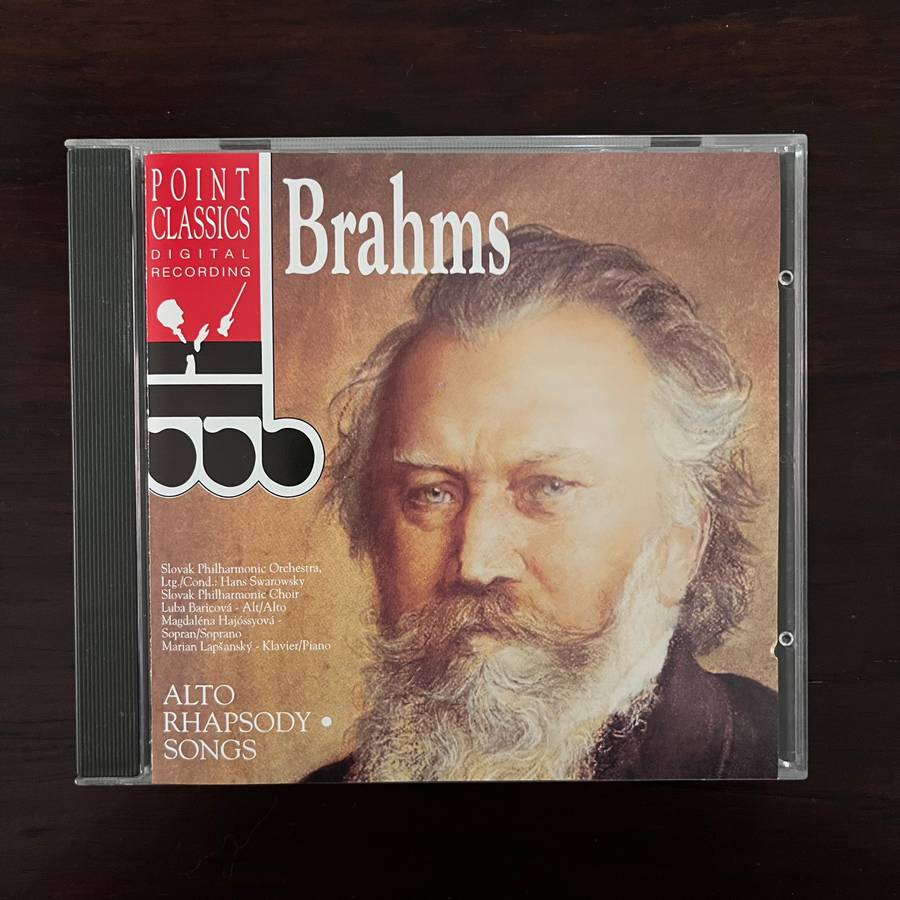 POINT
CLASSICS
DIGITAL
RECORDING
Brahms
Slovak Philharmonic Orchestra,
Ltg./Cond.: Hans Swarowsky
Slovak Philharmonic Choir
Luba Baricová - Alt/Alto
Magdaléna Hajóssyová -
Sopran/Soprano
Marian Lapšanský - Klavier/Piano
ALTO
RHAPSODY •
SONGS